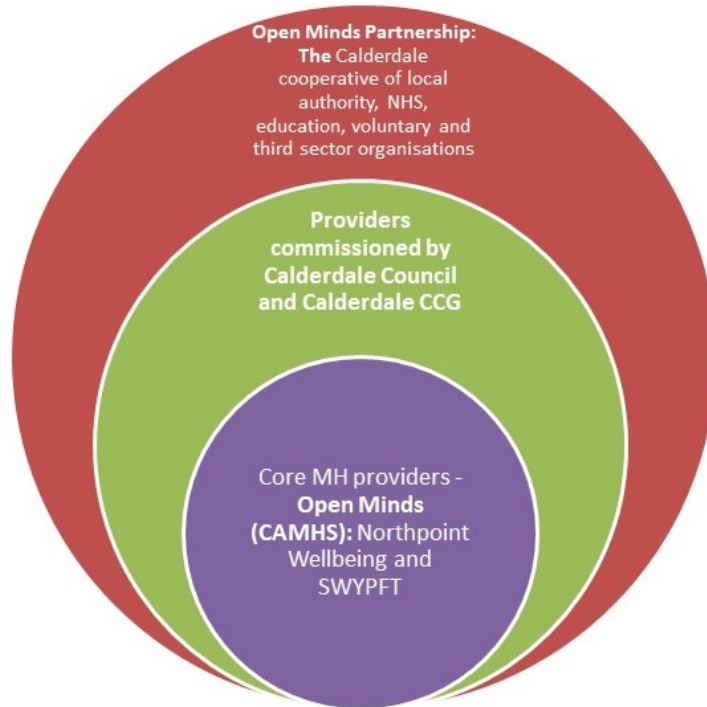 Open Minds Partnership:
The Calderdale
cooperative of local
authority, NHS,
education, voluntary and
third sector organisations
Providers
commissioned by
Calderdale Council
and Calderdale CCG
Core MH providers -
Open Minds
(CAMHS): Northpoint
Wellbeing and
SWYPFT